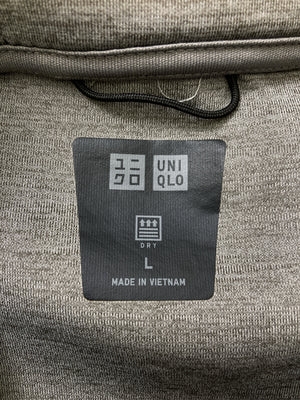 ユニ UNI
クロ QLO
DRY
L
MADE IN VIETNAM